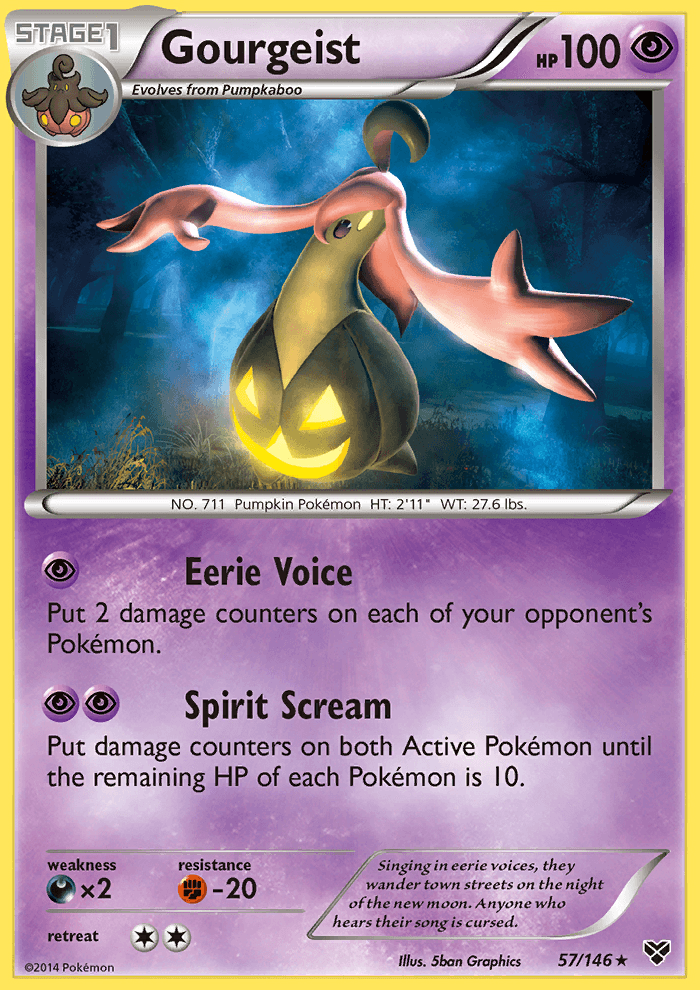 STAGE1
Gourgeist
HP100
Evolves from Pumpkaboo
NO. 711 Pumpkin Pokémon HT: 2'11" WT: 27.6 lbs.
Eerie Voice
Put 2 damage counters on each of your opponent's
Pokémon.
Spirit Scream
Put damage counters on both Active Pokémon until
the remaining HP of each Pokémon is 10.
weakness
×2
resistance
-20
retreat
Singing in eerie voices, they
wander town streets on the night
of the new moon. Anyone who
hears their song is cursed.
©2014 Pokémon
Illus. 5ban Graphics
57/146★